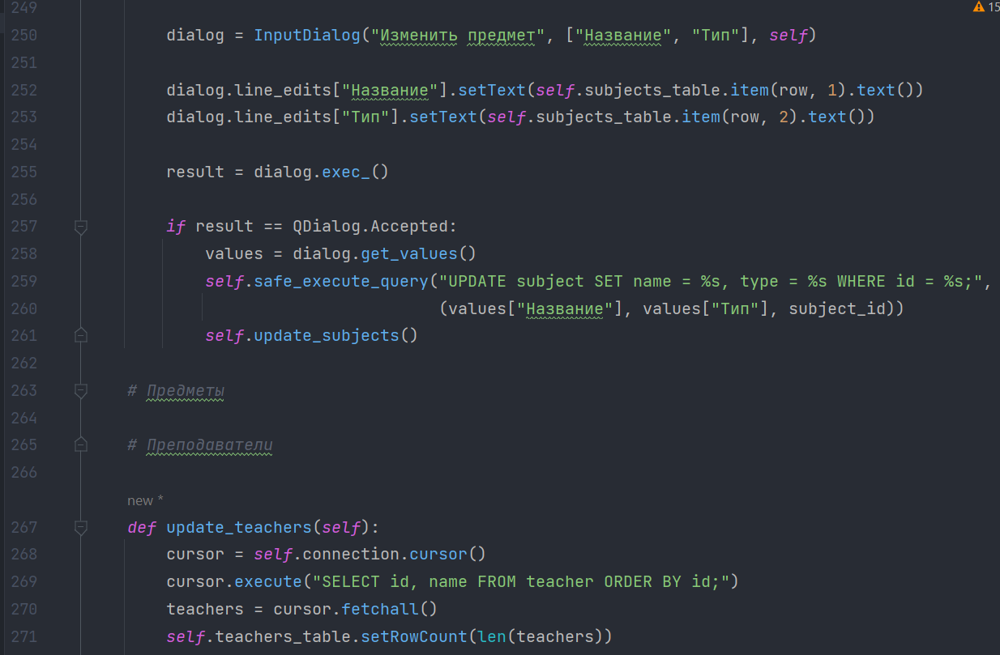 249
15
250 dialog = InputDialog("Изменить предмет", ["Название", "Тип"], self)
251
252 dialog.line_edits["Название"].setText(self.subjects_table.item(row, 1).text())
253 dialog.line_edits["Тип"].setText(self.subjects_table.item(row, 2).text())
254
255 result = dialog.exec_()
256
257 if result == QDialog.Accepted:
258 values = dialog.get_values()
259 self.safe_execute_query("UPDATE subject SET name = %s, type = %s WHERE id = %s;",
260 (values["Название"], values["Тип"], subject_id))
261 self.update_subjects()
262
263 # Предметы
264
265 # Преподаватели
266
new *
267 def update_teachers(self):
268 cursor = self.connection.cursor()
269 cursor.execute("SELECT id, name FROM teacher ORDER BY id;")
270 teachers = cursor.fetchall()
271 self.teachers_table.setRowCount(len(teachers))